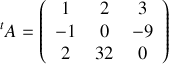 ᵗA = ( 1 2 3
-1 0 -9
2 32 0 )